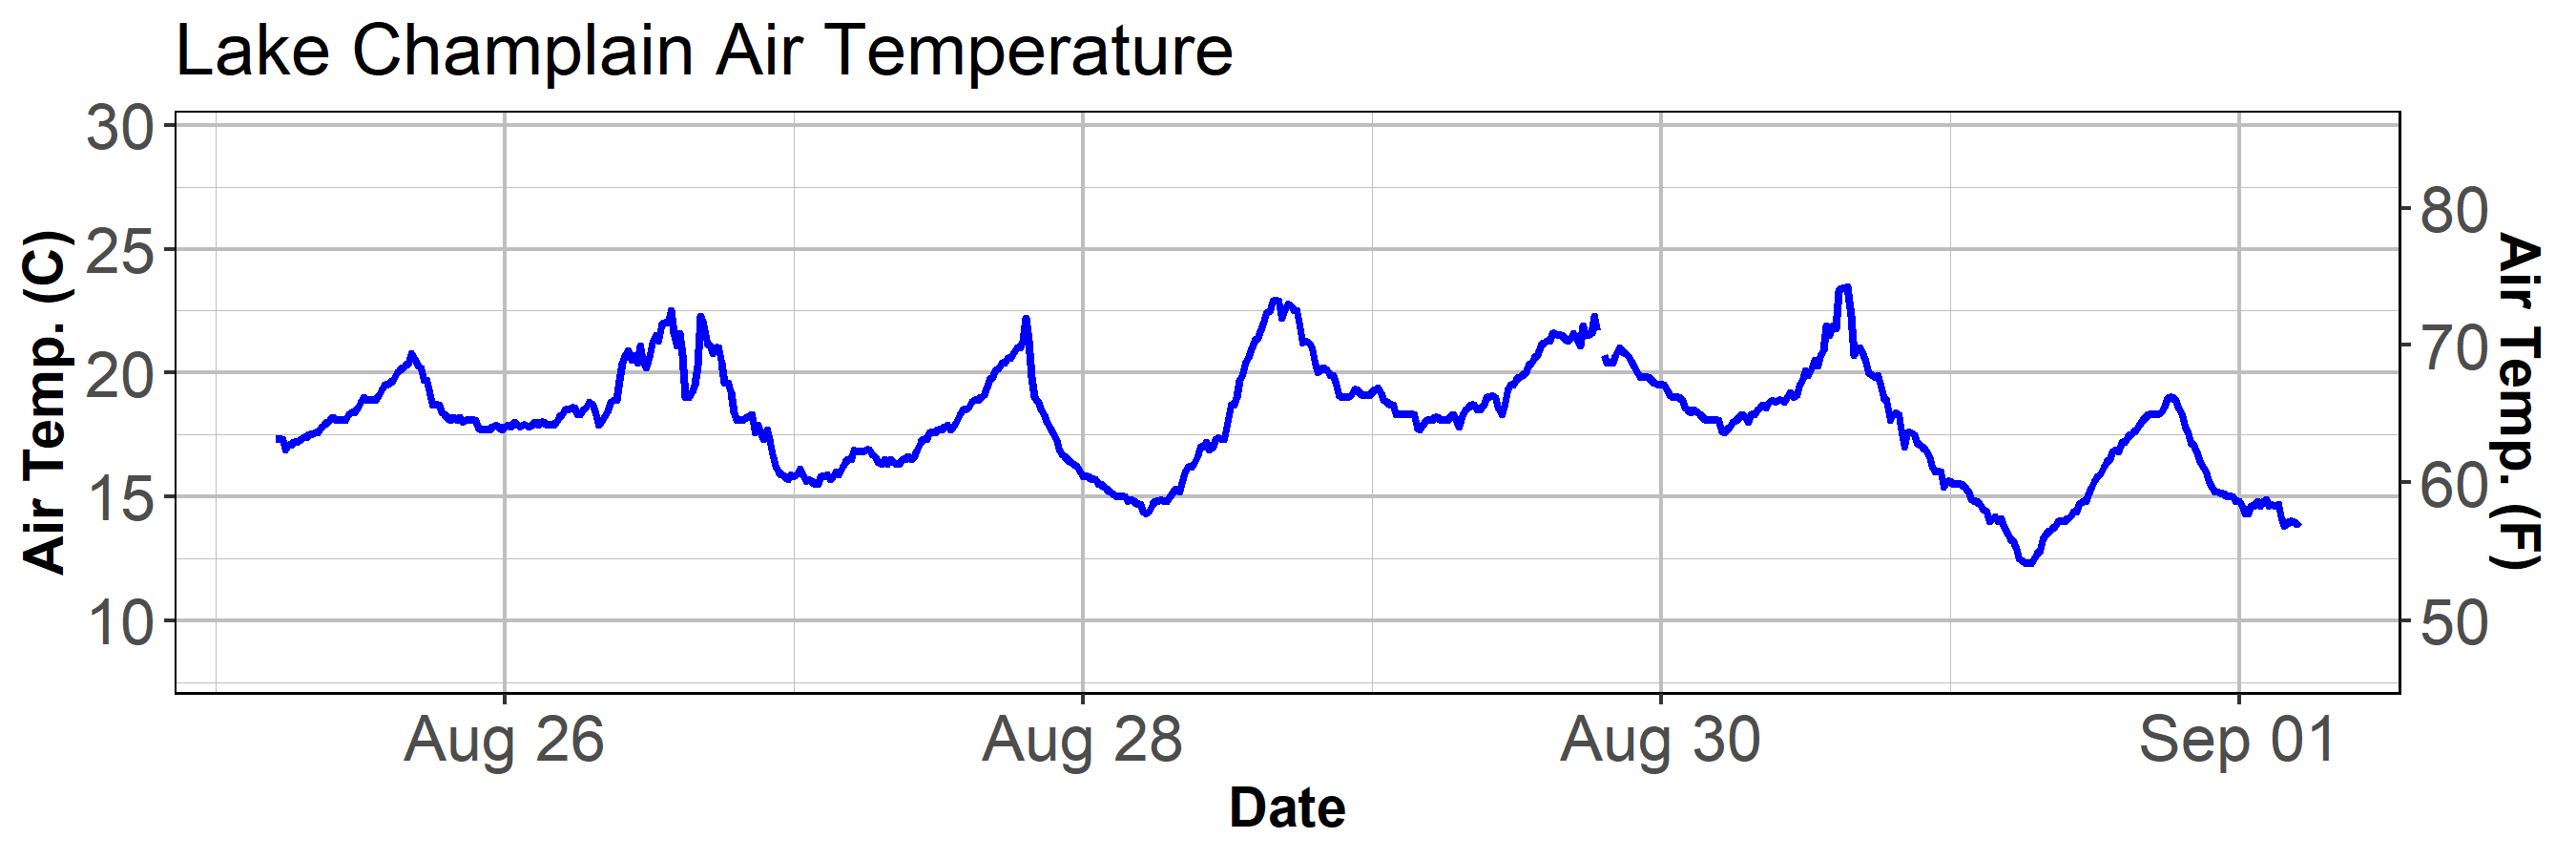 Lake Champlain Air Temperature
30
25
20
15
10
Air Temp. (C)
80
70
60
50
Air Temp. (F)
Aug 26 Aug 28 Aug 30 Sep 01
Date